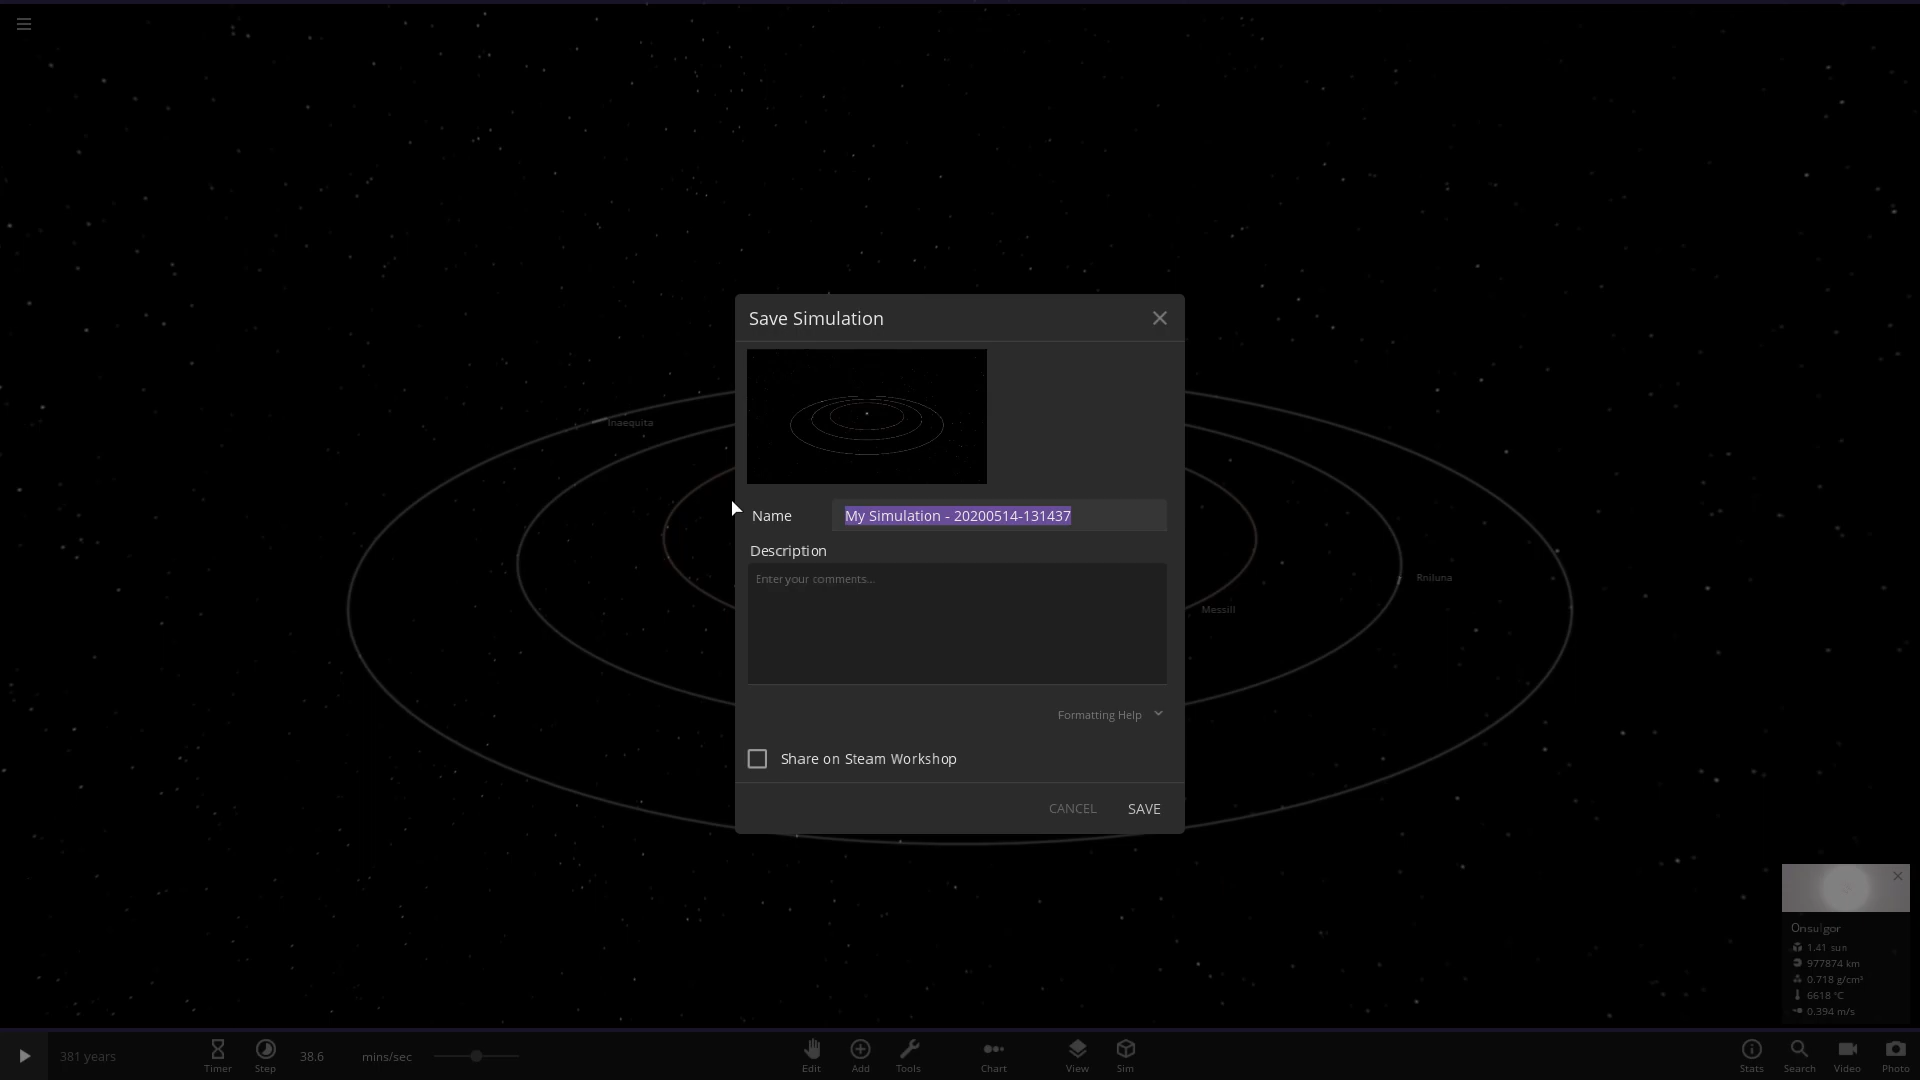 Save Simulation
Inaequita
Name
My Simulation - 20200514-131437
Description
Enter your comments...
Rniluna
Messill
Formatting Help
Share on Steam Workshop
CANCEL
SAVE
Onsulgor
1.41 sun
977874 km
0.718 g/cm³
6618 °C
0.394 m/s
381 years
Timer
Step
38.6
mins/sec
Edit
Add
Tools
Chart
View
Sim
Stats
Search
Video
Photo